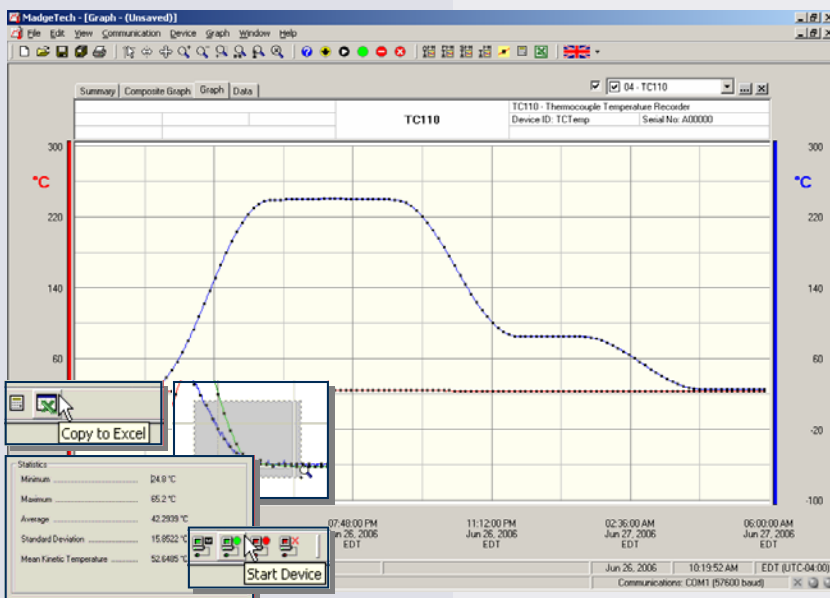 MadgeTech - [Graph - (Unsaved)]
File Edit View Communication Device Graph Window Help
Summary Composite Graph Graph Data
04 - TC110
TC110
TC110 - Thermocouple Temperature Recorder
Device ID: TCTemp Serial No: A00000
300 300
°C °C
220 220
140 140
60 60
-20
-100
Copy to Excel
Statistics
Minimum 24.8 °C
Maximum 65.2 °C
Average 42.2939 °C
Standard Deviation 15.8522 °C
Mean Kinetic Temperature 52.6485 °C
Start Device
07:48:00 PM 11:12:00 PM 02:36:00 AM 06:00:00 AM
Jun 26, 2006 Jun 26, 2006 Jun 27, 2006 Jun 27, 2006
EDT EDT EDT EDT
Jun 26, 2006 10:19:52 AM EDT (UTC-04:00)
Communications: COM1 (57600 baud)